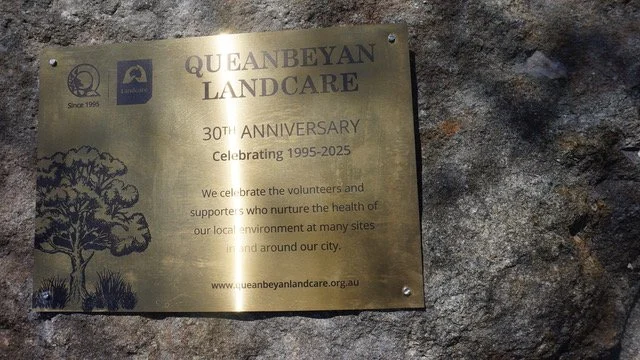 Since 1995
Landcare
QUEANBEYAN
LANDCARE
30TH ANNIVERSARY
Celebrating 1995-2025
We celebrate the volunteers and
supporters who nurture the health of
our local environment at many sites
in and around our city.
www.queanbeyanlandcare.org.au